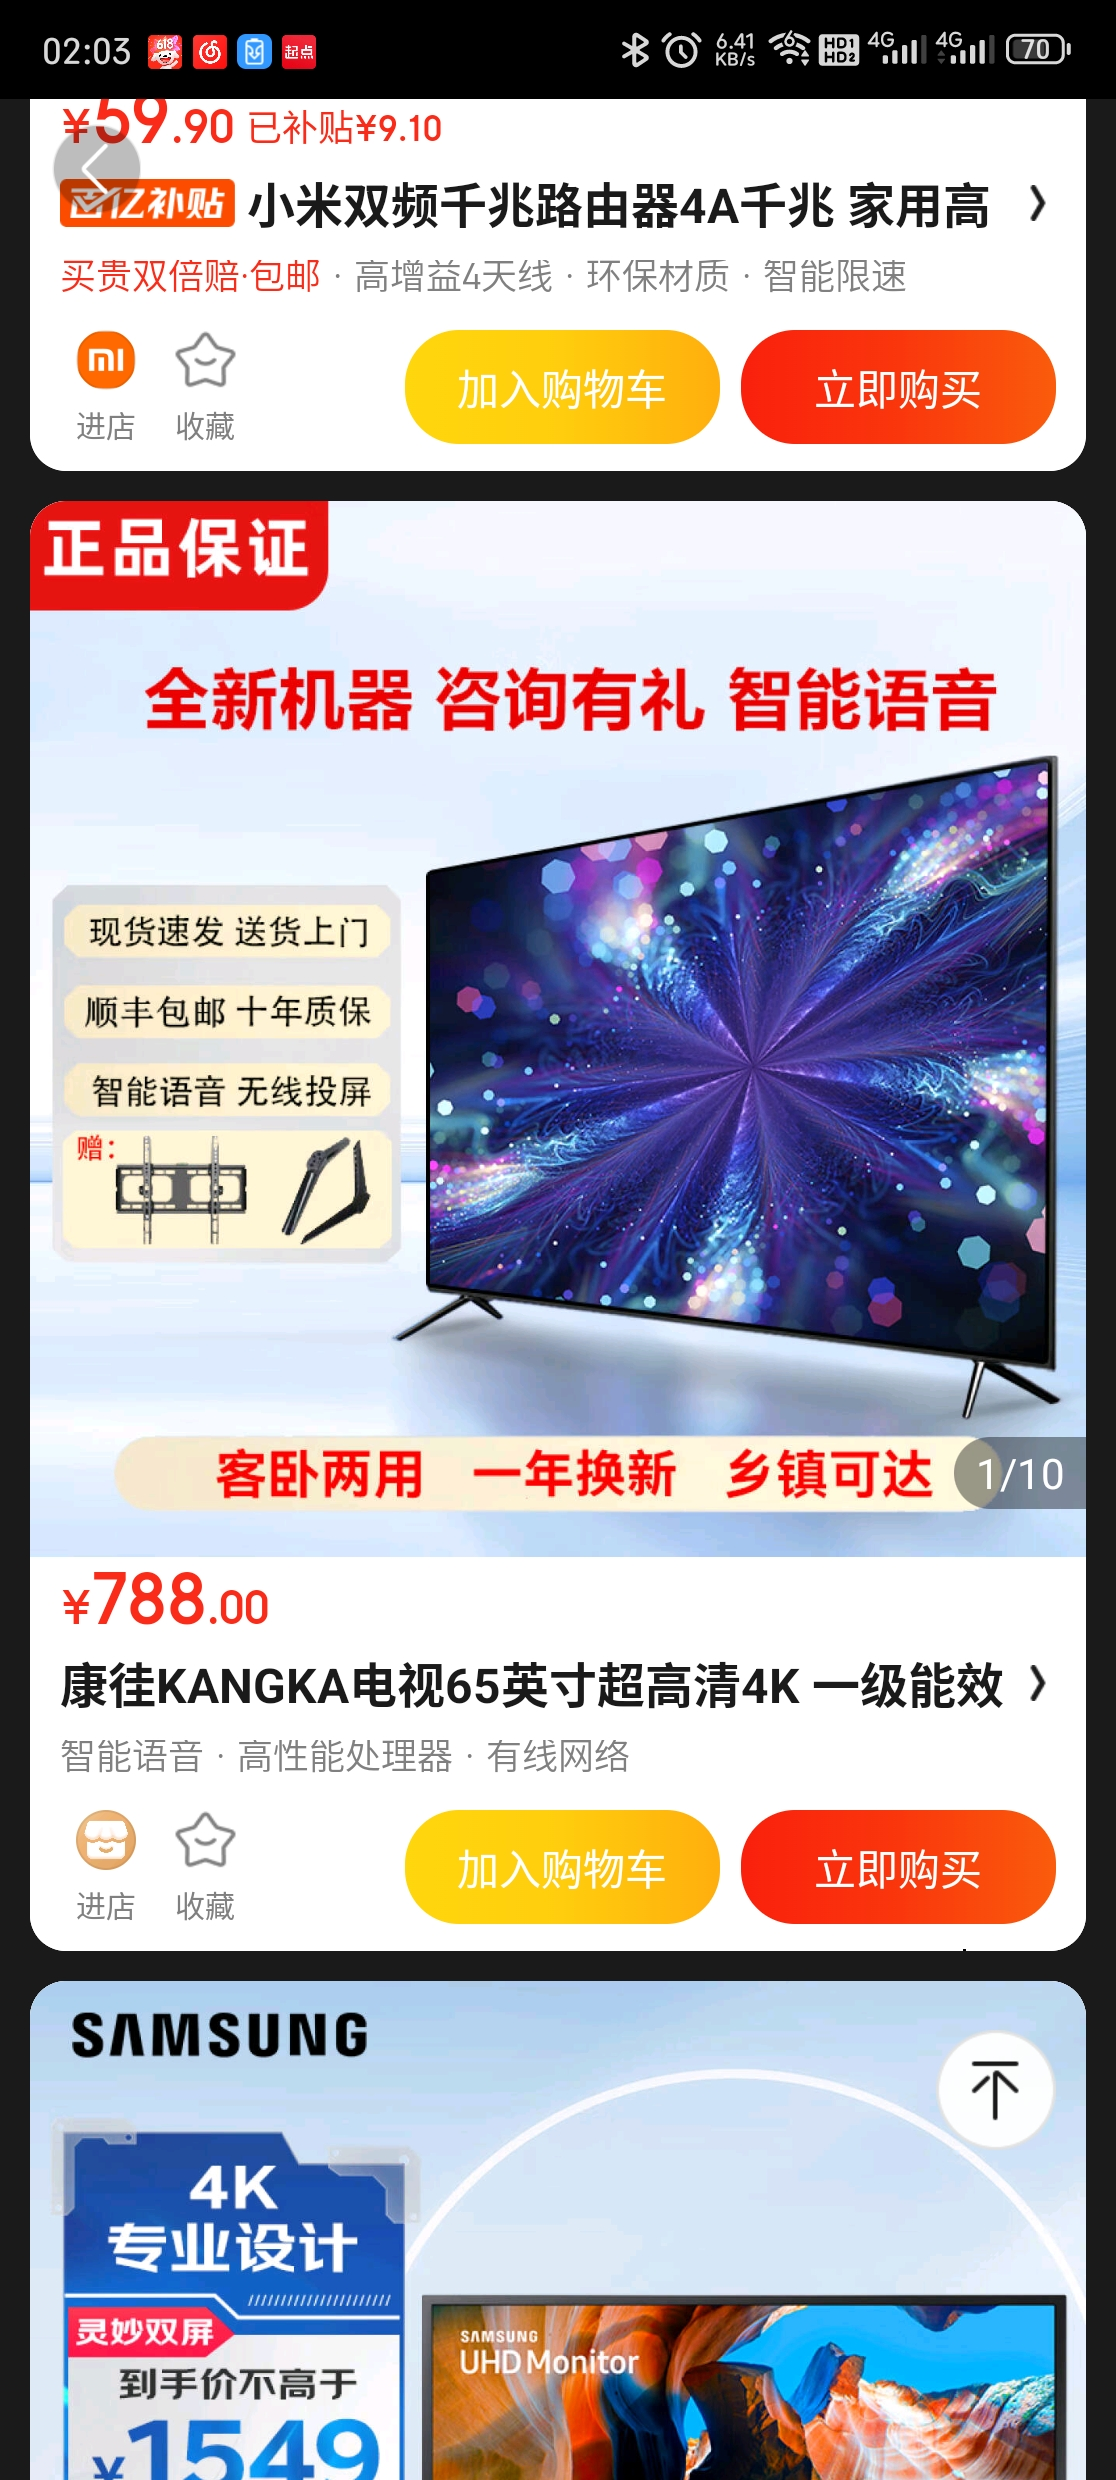 02:03
618
起点
6.41
KB/s
6
HD1
HD2
4G
4G
70
¥59.90 已补贴¥9.10
百亿补贴 小米双频千兆路由器4A千兆 家用高
买贵双倍赔·包邮 · 高增益4天线 · 环保材质 · 智能限速
mi
进店
收藏
加入购物车
立即购买
正品保证
全新机器 咨询有礼 智能语音
现货速发 送货上门
顺丰包邮 十年质保
智能语音 无线投屏
赠：
客卧两用 一年换新 乡镇可达
1/10
¥788.00
康佳KANGKA电视65英寸超高清4K 一级能效
智能语音 · 高性能处理器 · 有线网络
进店
收藏
加入购物车
立即购买
SAMSUNG
4K
专业设计
灵妙双屏
到手价不高于
¥1549
SAMSUNG
UHD Monitor